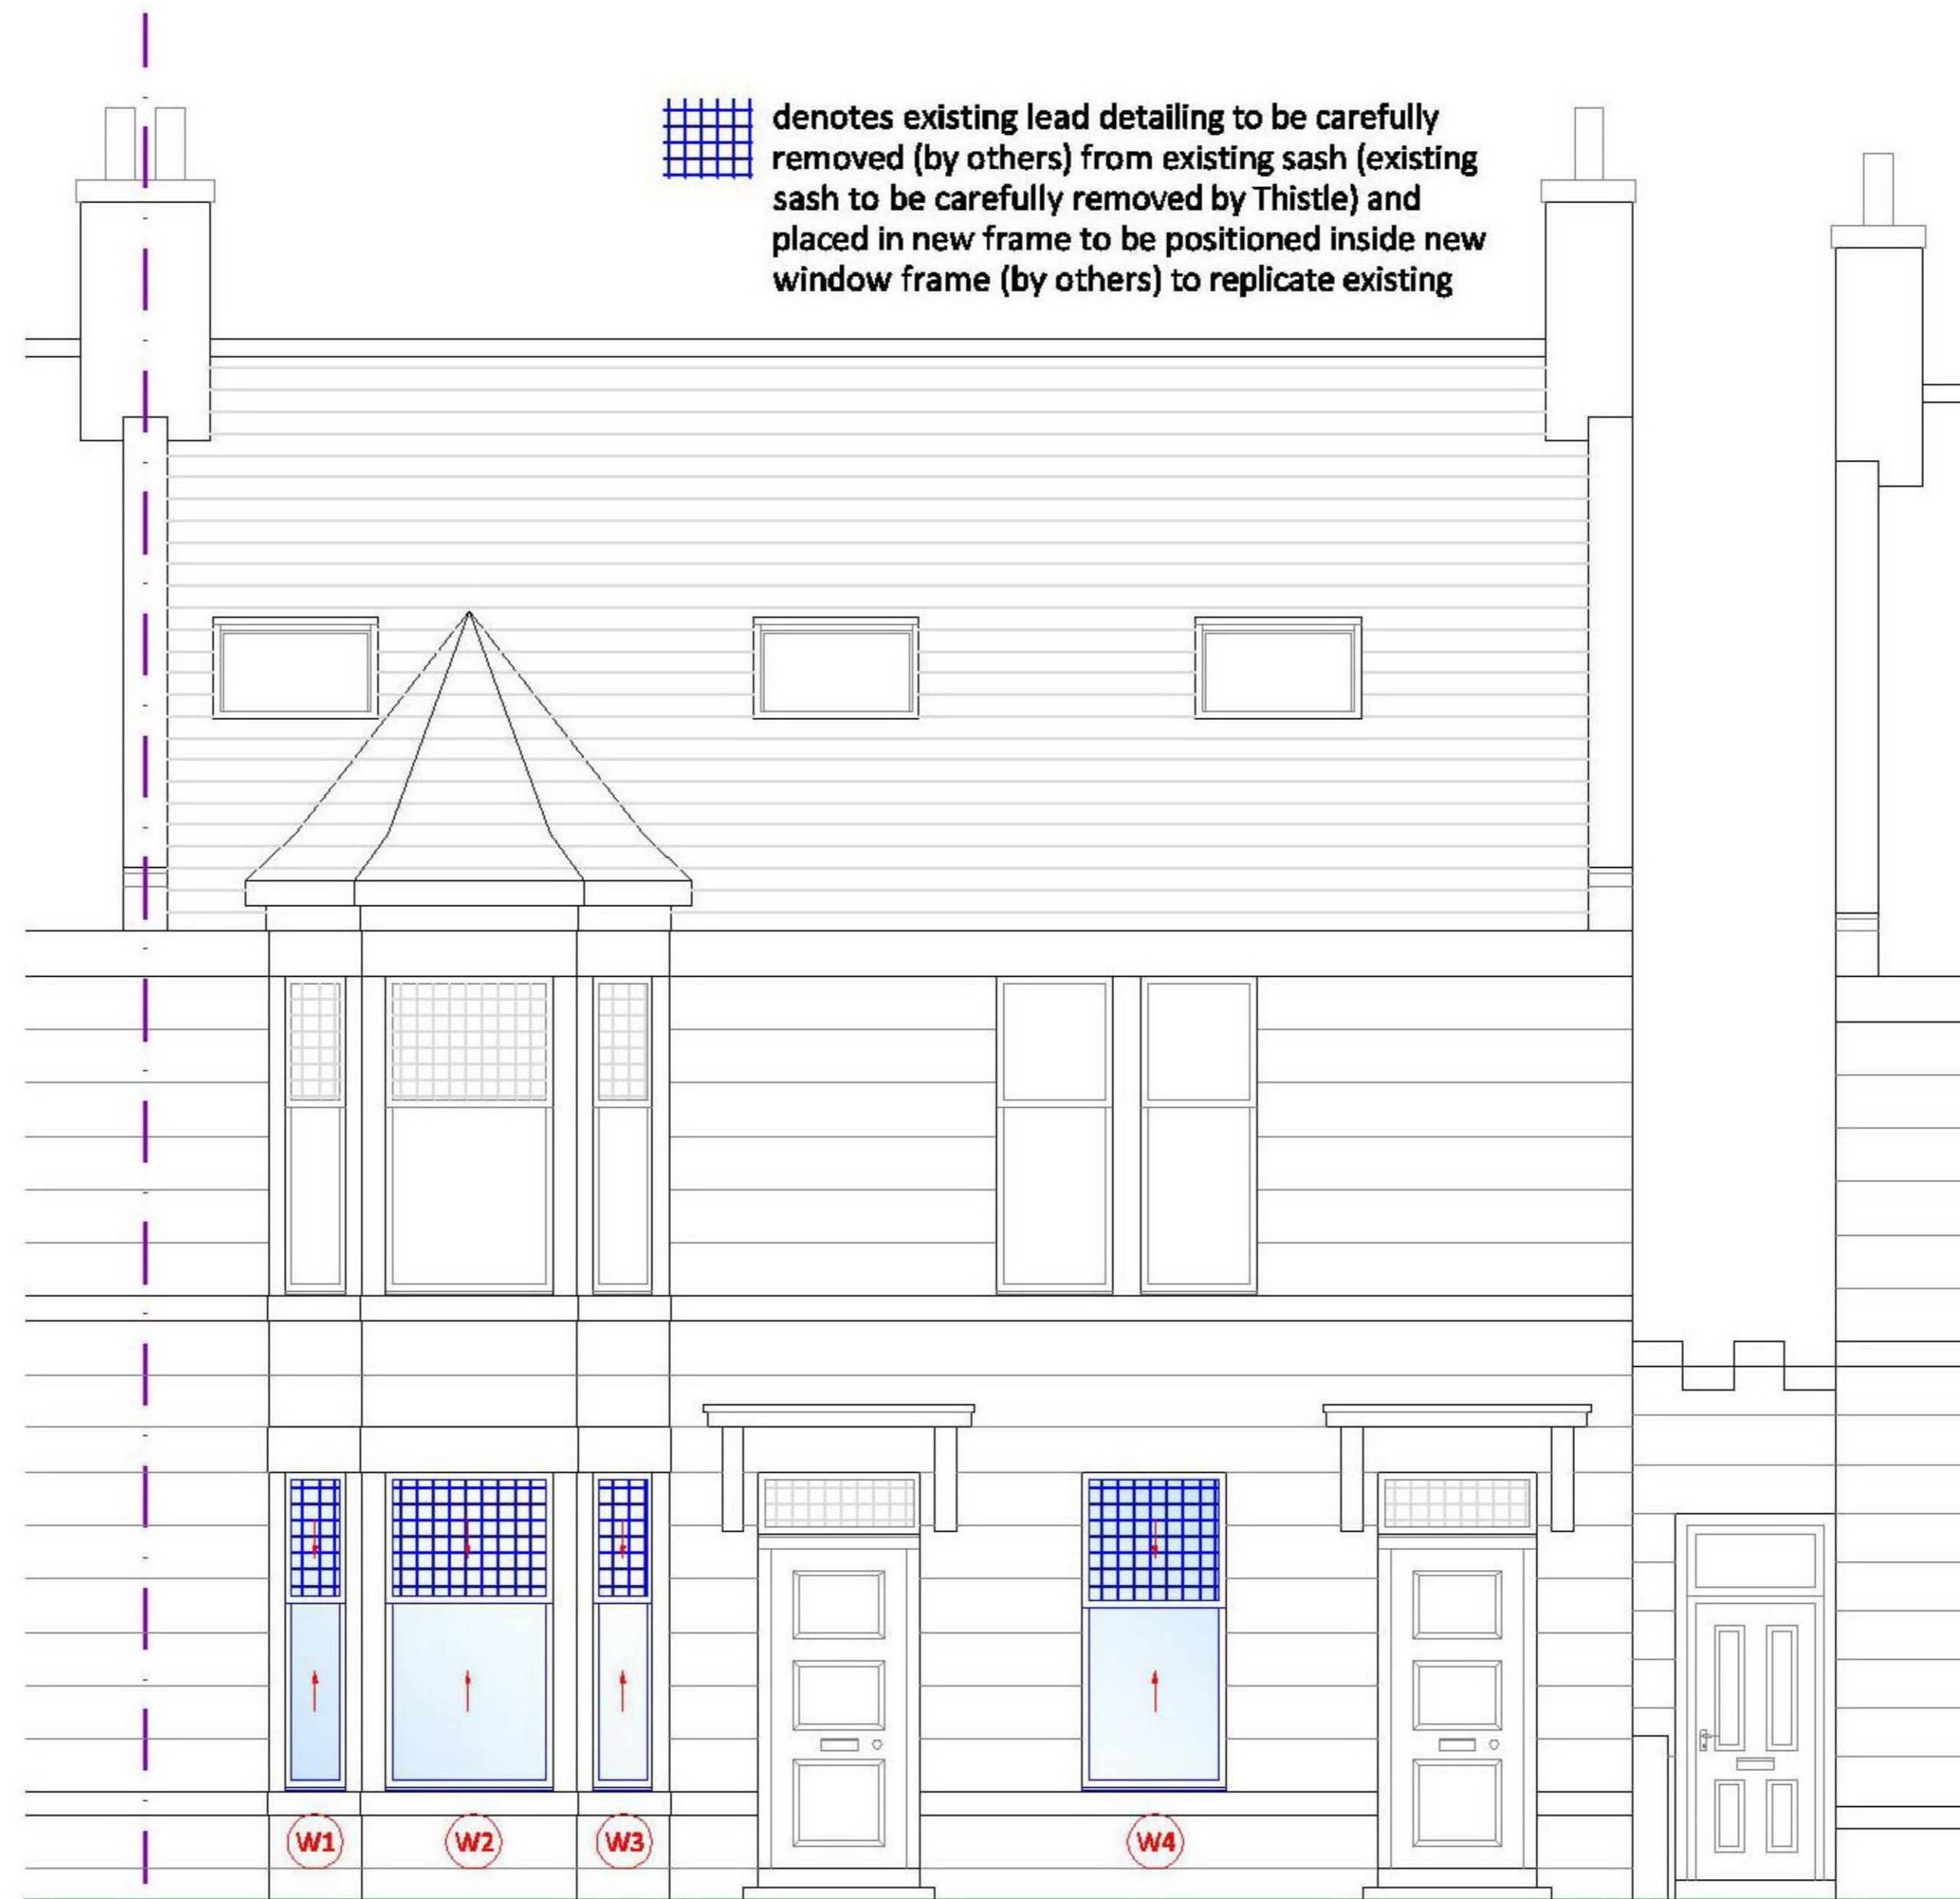 denotes existing lead detailing to be carefully
removed (by others) from existing sash (existing
sash to be carefully removed by Thistle) and
placed in new frame to be positioned inside new
window frame (by others) to replicate existing
W1 W2 W3 W4